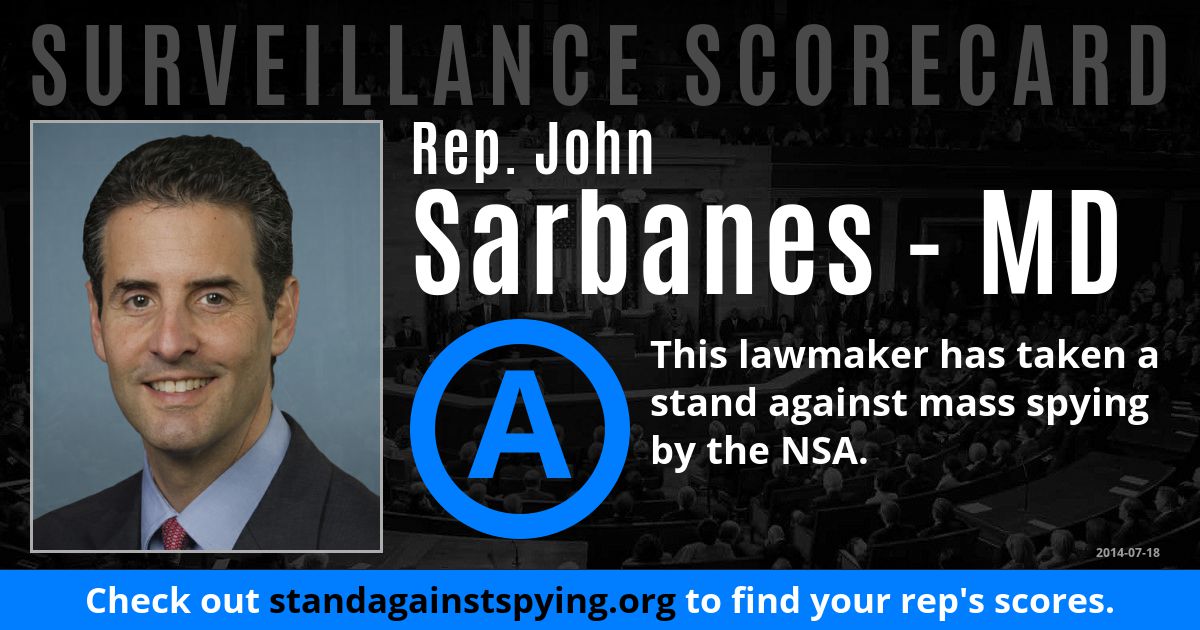 SURVEILLANCE SCORECARD
Rep. John
Sarbanes - MD
A
This lawmaker has taken a
stand against mass spying
by the NSA.
2014-07-18
Check out standagainstspying.org to find your rep's scores.